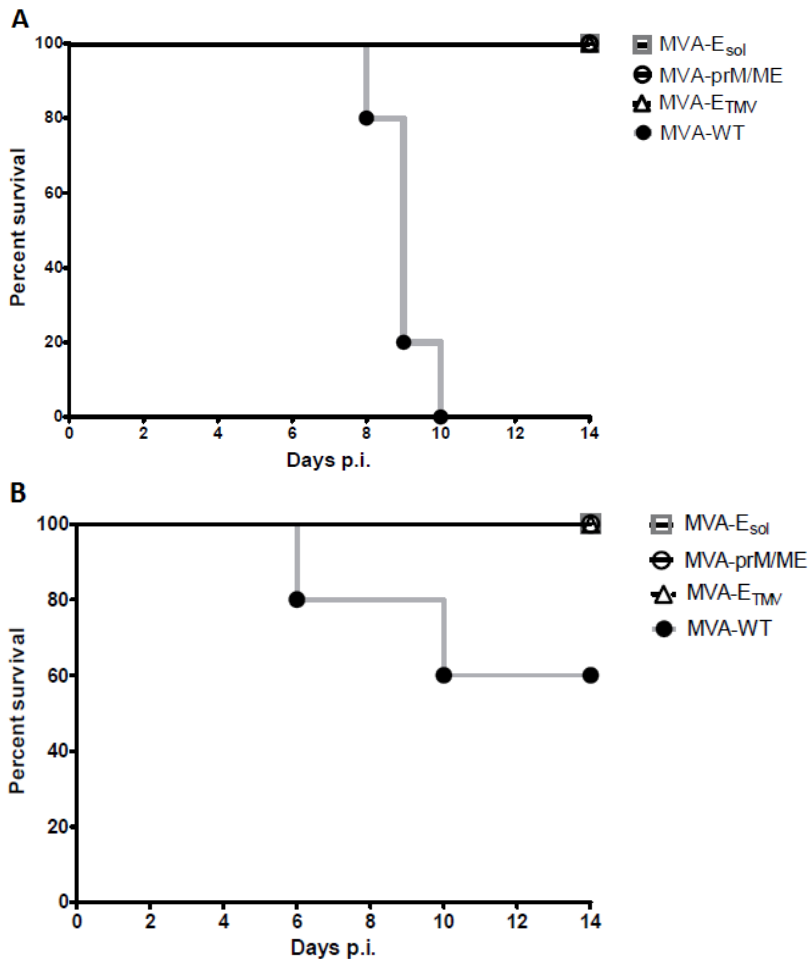 A
Percent survival
100
80
60
40
20
0
0 2 4 6 8 10 12 14
Days p.i.
MVA-Esol
MVA-prM/ME
MVA-ETMV
MVA-WT
B
Percent survival
100
80
60
40
20
0
0 2 4 6 8 10 12 14
Days p.i.
MVA-Esol
MVA-prM/ME
MVA-ETMV
MVA-WT